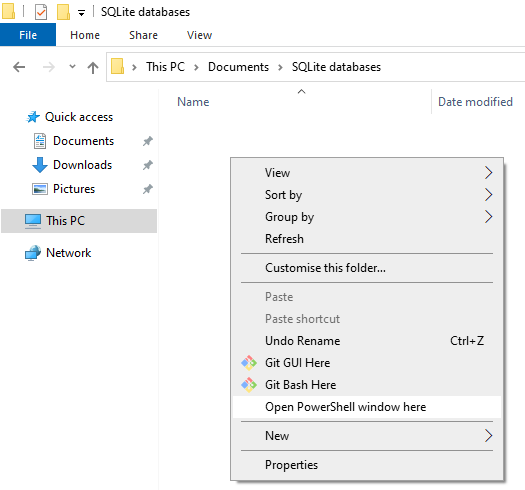 SQLite databases
File Home Share View
This PC Documents SQLite databases
Name Date modified
Quick access
Documents
Downloads
Pictures
This PC
Network
View
Sort by
Group by
Refresh
Customise this folder...
Paste
Paste shortcut
Undo Rename Ctrl+Z
Git GUI Here
Git Bash Here
Open PowerShell window here
New
Properties